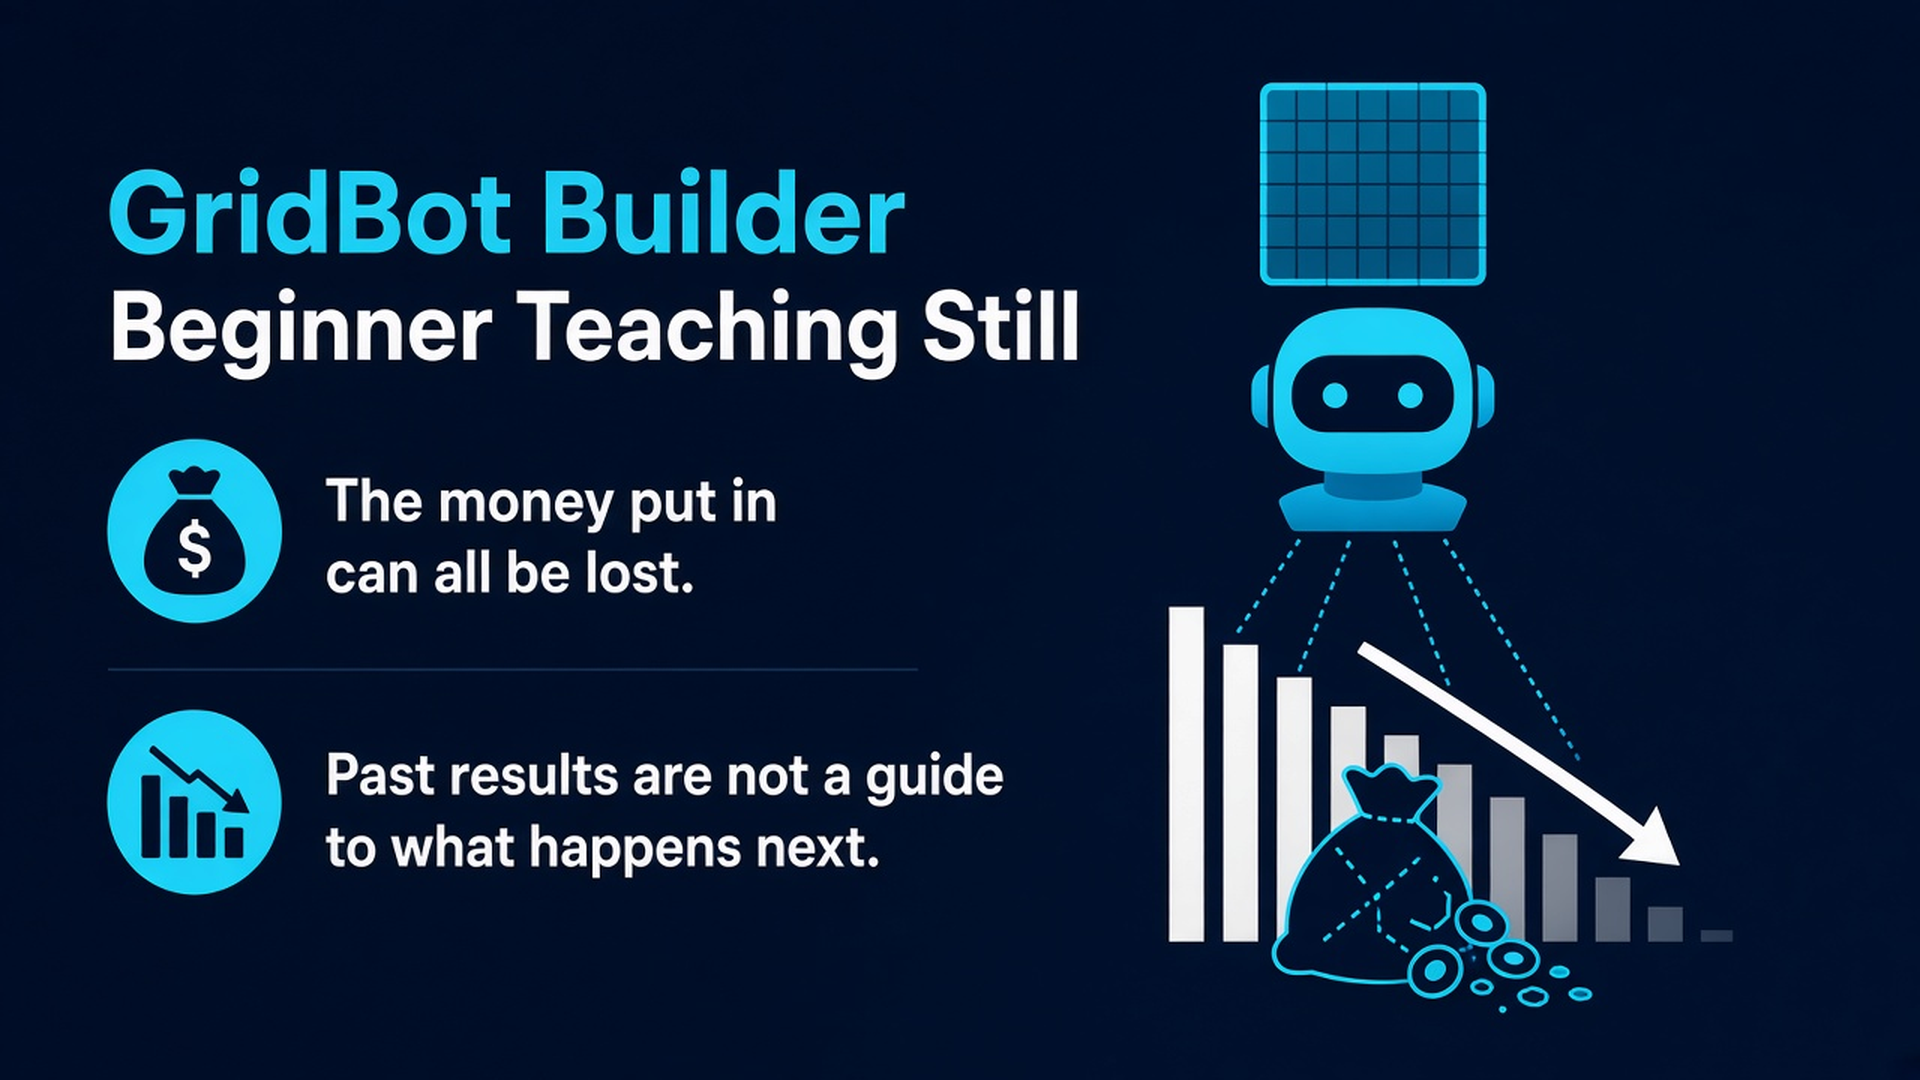 GridBot Builder
Beginner Teaching Still
$
The money put in
can all be lost.
Past results are not a guide
to what happens next.